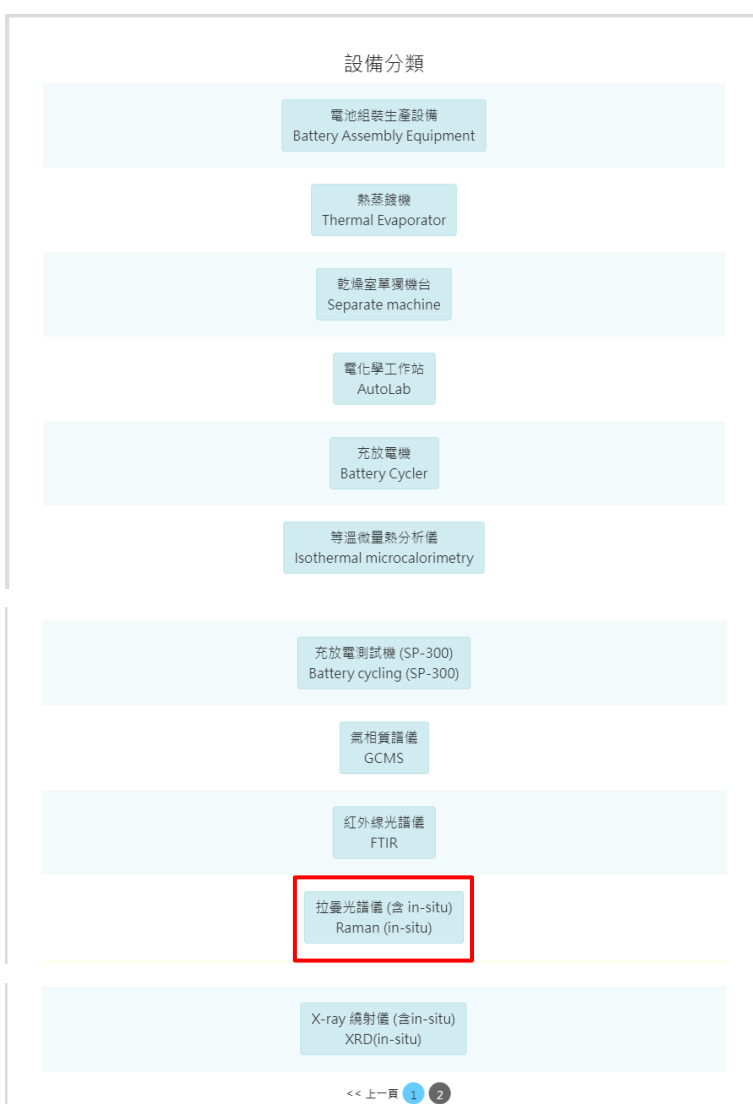 設備分類
電池組裝生產設備
Battery Assembly Equipment
熱蒸鍍機
Thermal Evaporator
乾燥室單獨機台
Separate machine
電化學工作站
AutoLab
充放電機
Battery Cycler
等溫微量熱分析儀
Isothermal microcalorimetry
充放電測試機 (SP-300)
Battery cycling (SP-300)
氣相質譜儀
GCMS
紅外線光譜儀
FTIR
拉曼光譜儀 (含 in-situ)
Raman (in-situ)
X-ray 繞射儀 (含in-situ)
XRD(in-situ)
<< 上一頁 1 2